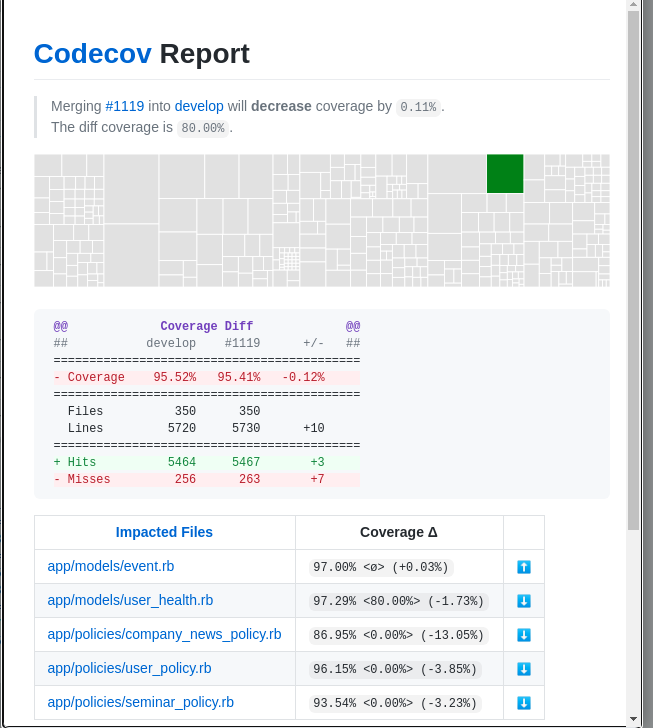 Codecov Report
Merging #1119 into develop will decrease coverage by 0.11%.
The diff coverage is 80.00%.
@@ Coverage Diff @@
## develop #1119 +/- ##
===========================================
- Coverage 95.52% 95.41% -0.12%
===========================================
Files 350 350
Lines 5720 5730 +10
===========================================
+ Hits 5464 5467 +3
- Misses 256 263 +7
Impacted Files Coverage Δ
app/models/event.rb 97.00% <ø> (+0.03%) ⬆️
app/models/user_health.rb 97.29% <80.00%> (-1.73%) ⬇️
app/policies/company_news_policy.rb 86.95% <0.00%> (-13.05%) ⬇️
app/policies/user_policy.rb 96.15% <0.00%> (-3.85%) ⬇️
app/policies/seminar_policy.rb 93.54% <0.00%> (-3.23%) ⬇️